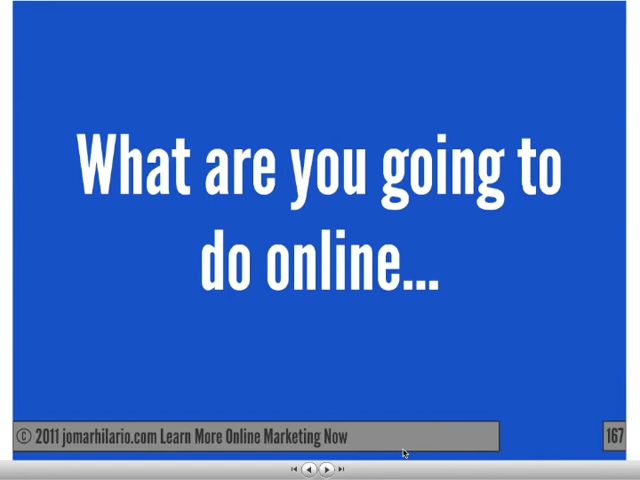 What are you going to
do online...
© 2011 jomarhilario.com Learn More Online Marketing Now
167